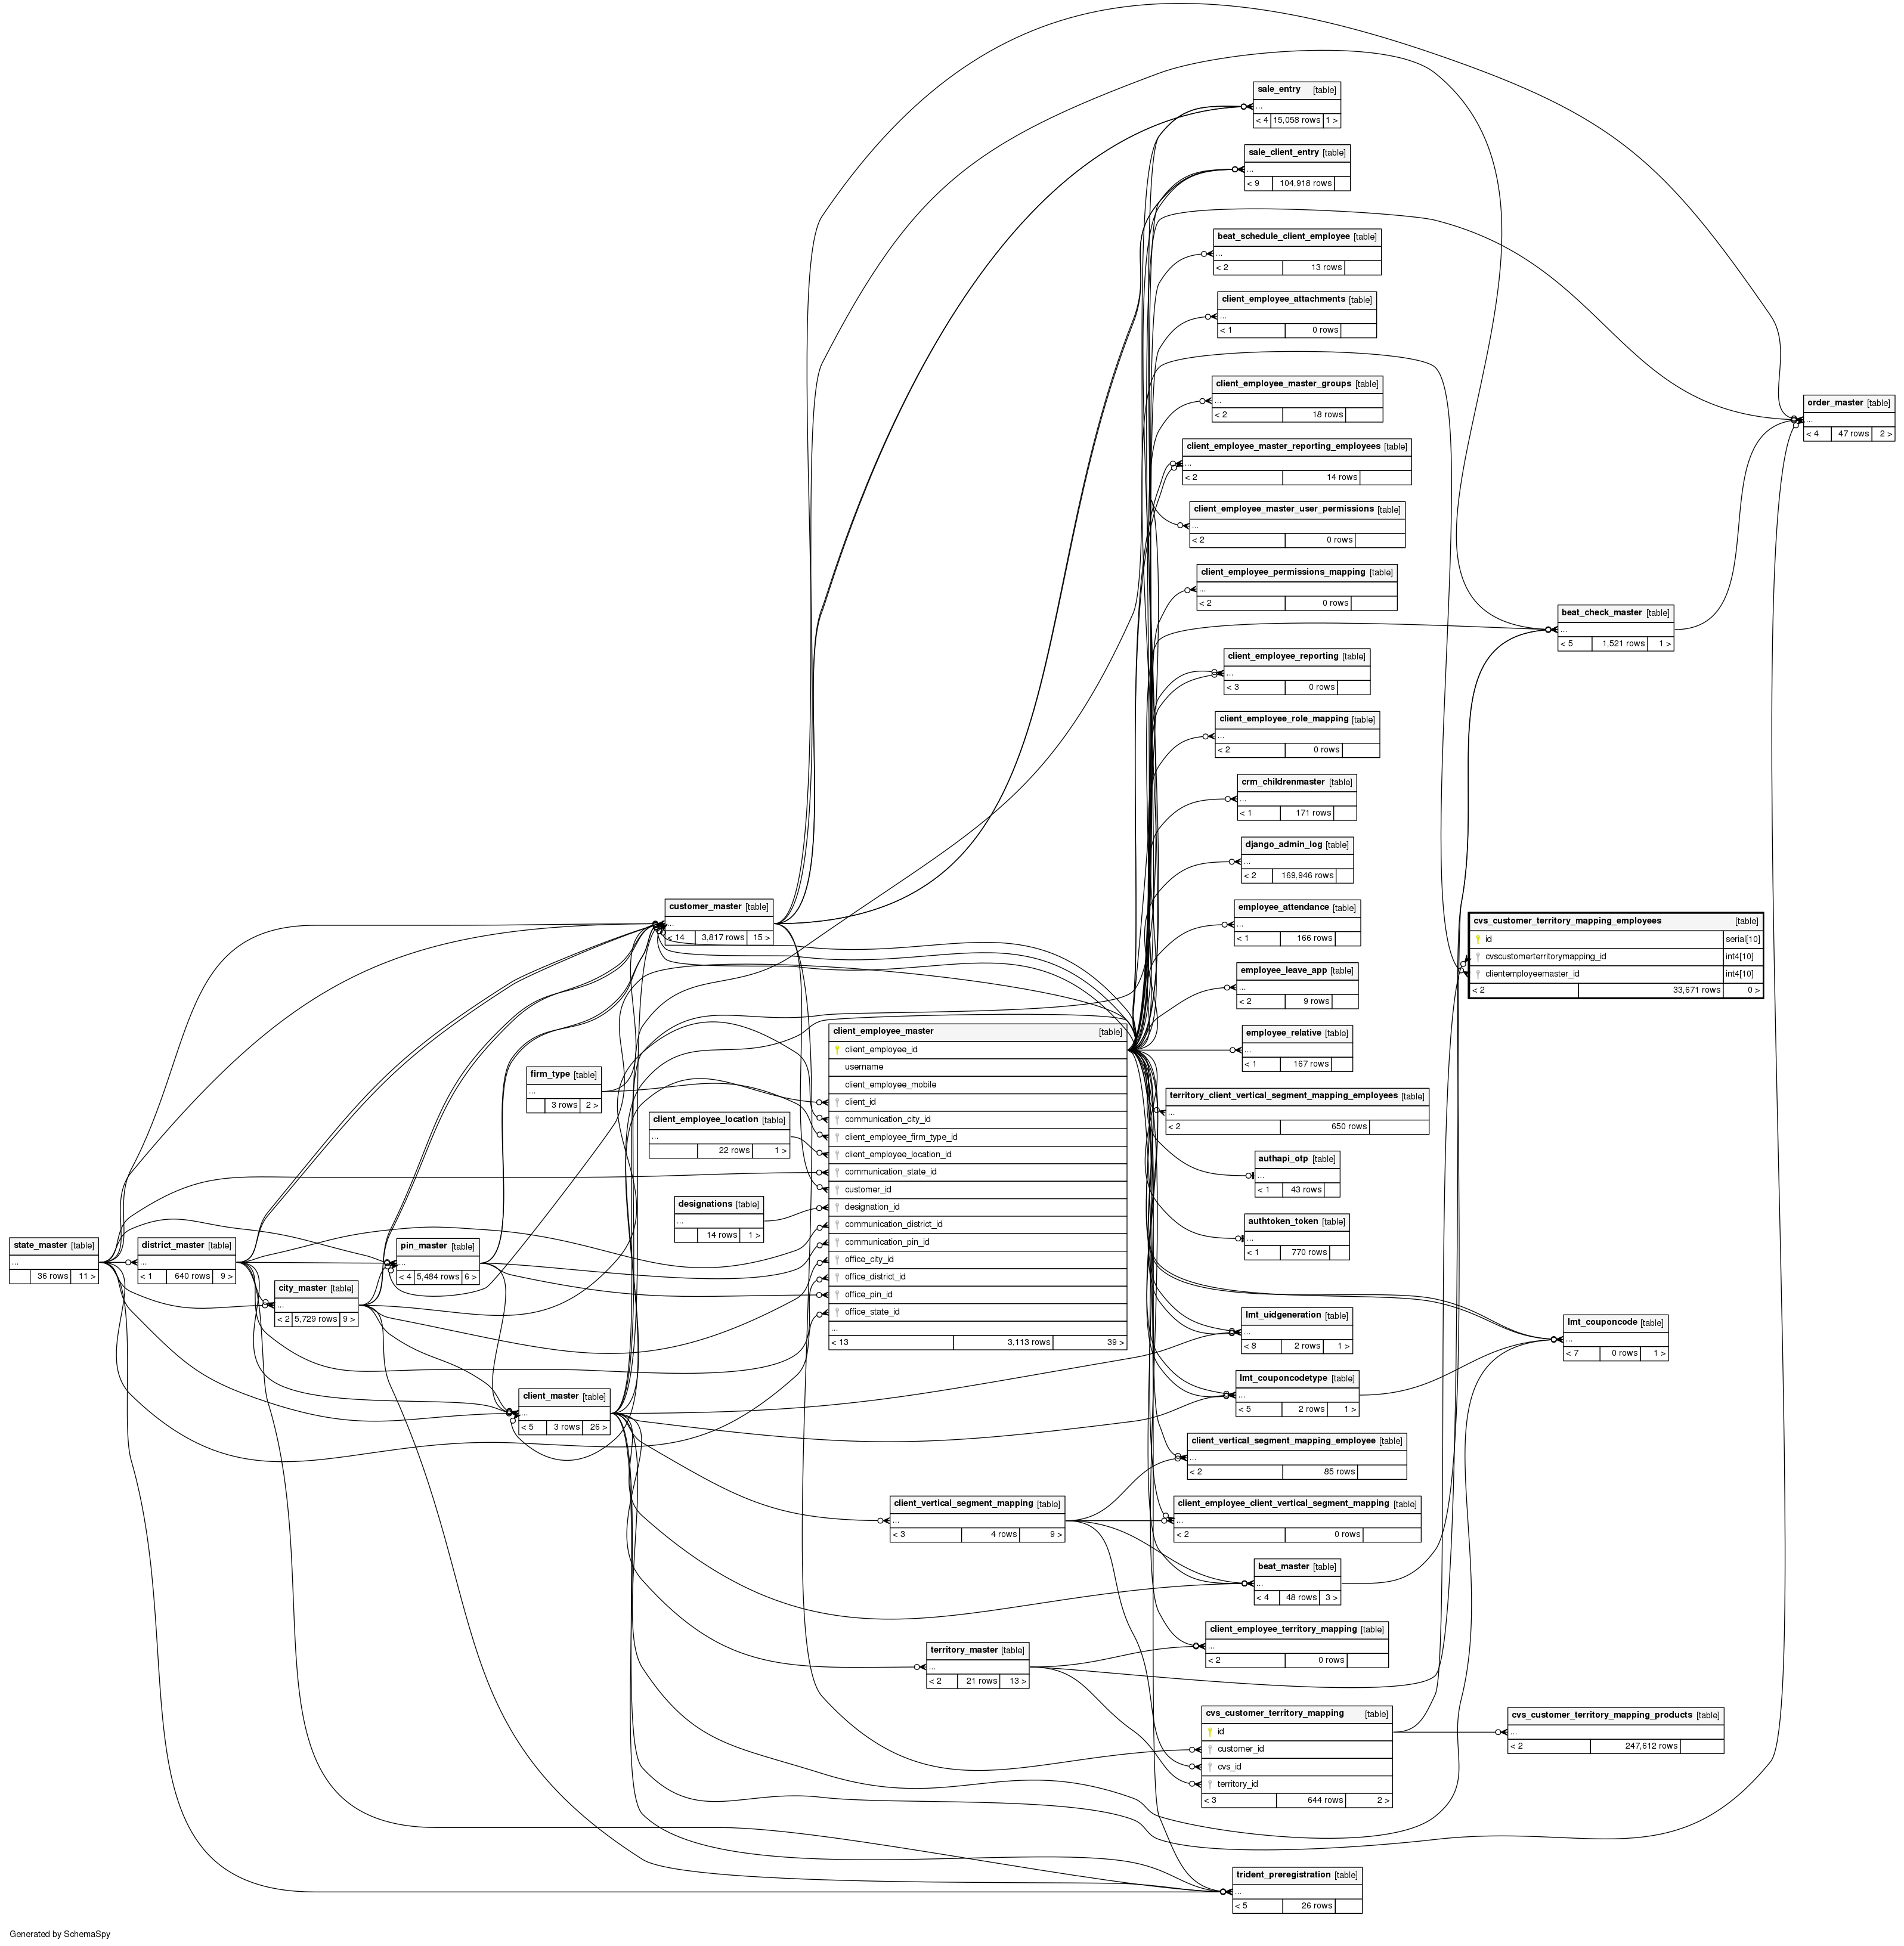 sale_entry [table]
...
< 4 15,058 rows 1 >
sale_client_entry [table]
...
< 9 104,918 rows
beat_schedule_client_employee [table]
...
< 2 13 rows
client_employee_attachments [table]
...
< 1 0 rows
client_employee_master_groups [table]
...
< 2 18 rows
order_master [table]
...
< 4 47 rows 2 >
client_employee_master_reporting_employees [table]
...
< 2 14 rows
client_employee_master_user_permissions [table]
...
< 2 0 rows
client_employee_permissions_mapping [table]
...
< 2 0 rows
beat_check_master [table]
...
< 5 1,521 rows 1 >
client_employee_reporting [table]
...
< 3 0 rows
client_employee_role_mapping [table]
...
< 2 0 rows
crm_childrenmaster [table]
...
< 1 171 rows
django_admin_log [table]
...
< 2 169,946 rows
customer_master [table]
...
< 14 3,817 rows 15 >
employee_attendance [table]
...
< 1 166 rows
cvs_customer_territory_mapping_employees [table]
id serial[10]
cvscustomerterritorymapping_id int4[10]
clientemployeemaster_id int4[10]
< 2 33,671 rows 0 >
employee_leave_app [table]
...
< 2 9 rows
employee_relative [table]
...
< 1 167 rows
client_employee_master [table]
client_employee_id
username
client_employee_mobile
client_id
communication_city_id
client_employee_firm_type_id
client_employee_location_id
communication_state_id
customer_id
designation_id
communication_district_id
communication_pin_id
office_city_id
office_district_id
office_pin_id
office_state_id
...
< 13 3,113 rows 39 >
firm_type [table]
...
3 rows 2 >
client_employee_location [table]
...
22 rows 1 >
designations [table]
...
14 rows 1 >
territory_client_vertical_segment_mapping_employees [table]
...
< 2 650 rows
authapi_otp [table]
...
< 1 43 rows
authtoken_token [table]
...
< 1 770 rows
state_master [table]
...
36 rows 11 >
district_master [table]
...
< 1 640 rows 9 >
pin_master [table]
...
< 4 5,484 rows 6 >
city_master [table]
...
< 2 5,729 rows 9 >
lmt_uidgeneration [table]
...
< 8 2 rows 1 >
lmt_couponcode [table]
...
< 7 0 rows 1 >
lmt_couponcodetype [table]
...
< 5 2 rows 1 >
client_master [table]
...
< 5 3 rows 26 >
client_vertical_segment_mapping_employee [table]
...
< 2 85 rows
client_vertical_segment_mapping [table]
...
< 3 4 rows 9 >
client_employee_client_vertical_segment_mapping [table]
...
< 2 0 rows
beat_master [table]
...
< 4 48 rows 3 >
client_employee_territory_mapping [table]
...
< 2 0 rows
territory_master [table]
...
< 2 21 rows 13 >
cvs_customer_territory_mapping [table]
id
customer_id
cvs_id
territory_id
< 3 644 rows 2 >
cvs_customer_territory_mapping_products [table]
...
< 2 247,612 rows
trident_preregistration [table]
...
< 5 26 rows
Generated by SchemaSpy